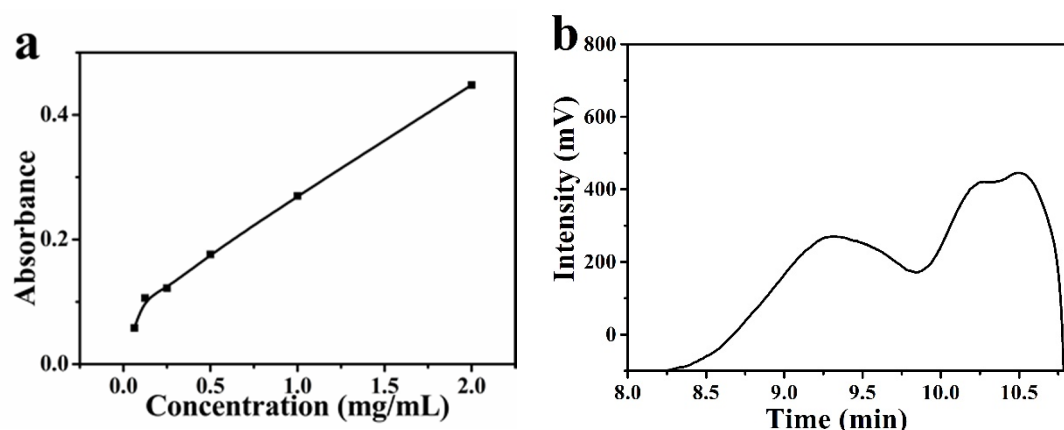 a
0.4
0.2
0.0
Absorbance
0.0 0.5 1.0 1.5 2.0
Concentration (mg/mL)
b
800
600
400
200
0
Intensity (mV)
8.0 8.5 9.0 9.5 10.0 10.5
Time (min)